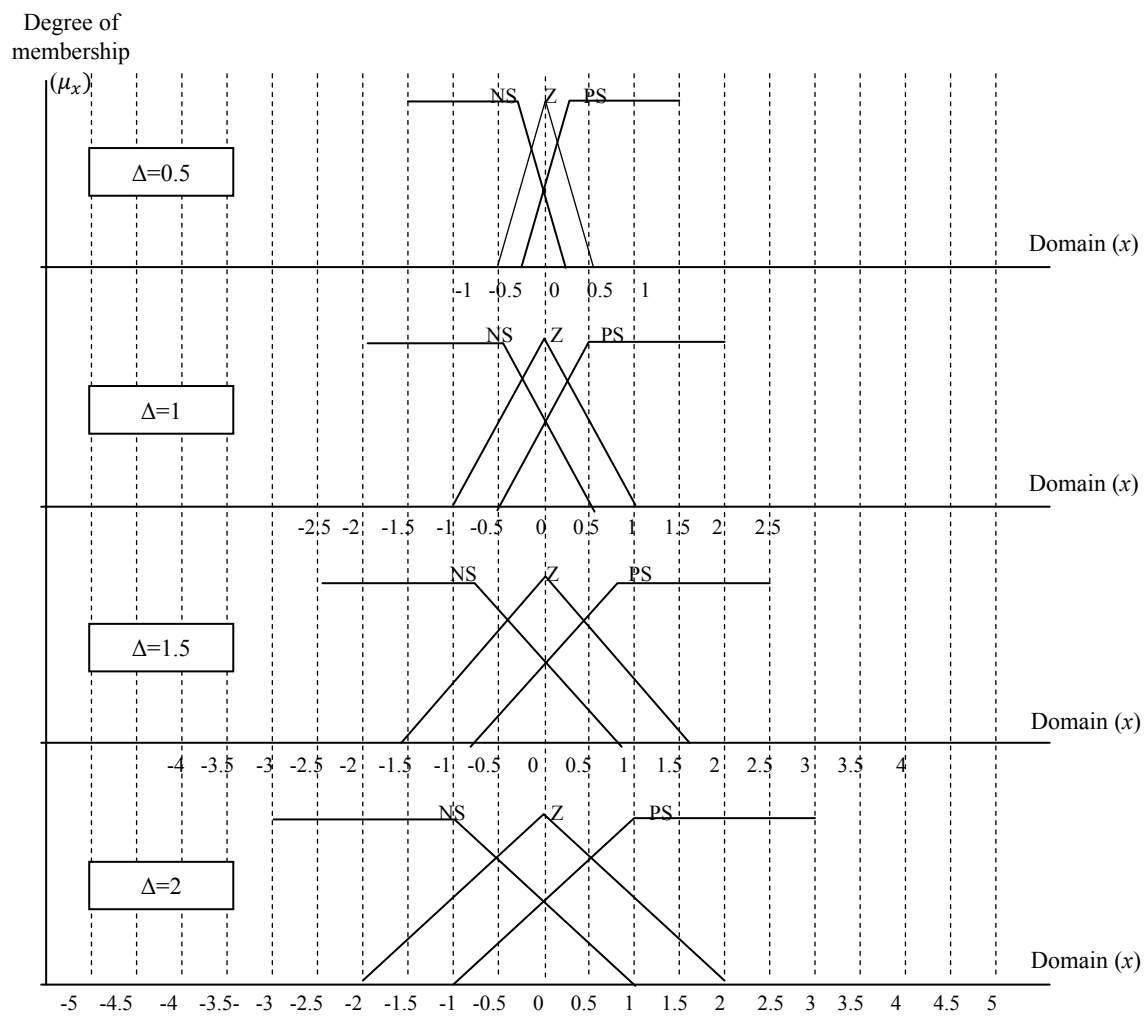 Degree of
membership
(μₓ)
NS Z PS
Δ=0.5
Domain (x)
-1 -0.5 0 0.5 1
NS Z PS
Δ=1
Domain (x)
-2.5 -2 -1.5 -1 -0.5 0 0.5 1 1.5 2 2.5
NS Z PS
Δ=1.5
Domain (x)
-4 -3.5 -3 -2.5 -2 -1.5 -1 -0.5 0 0.5 1 1.5 2 2.5 3 3.5 4
NS Z PS
Δ=2
Domain (x)
-5 -4.5 -4 -3.5 -3 -2.5 -2 -1.5 -1 -0.5 0 0.5 1 1.5 2 2.5 3 3.5 4 4.5 5